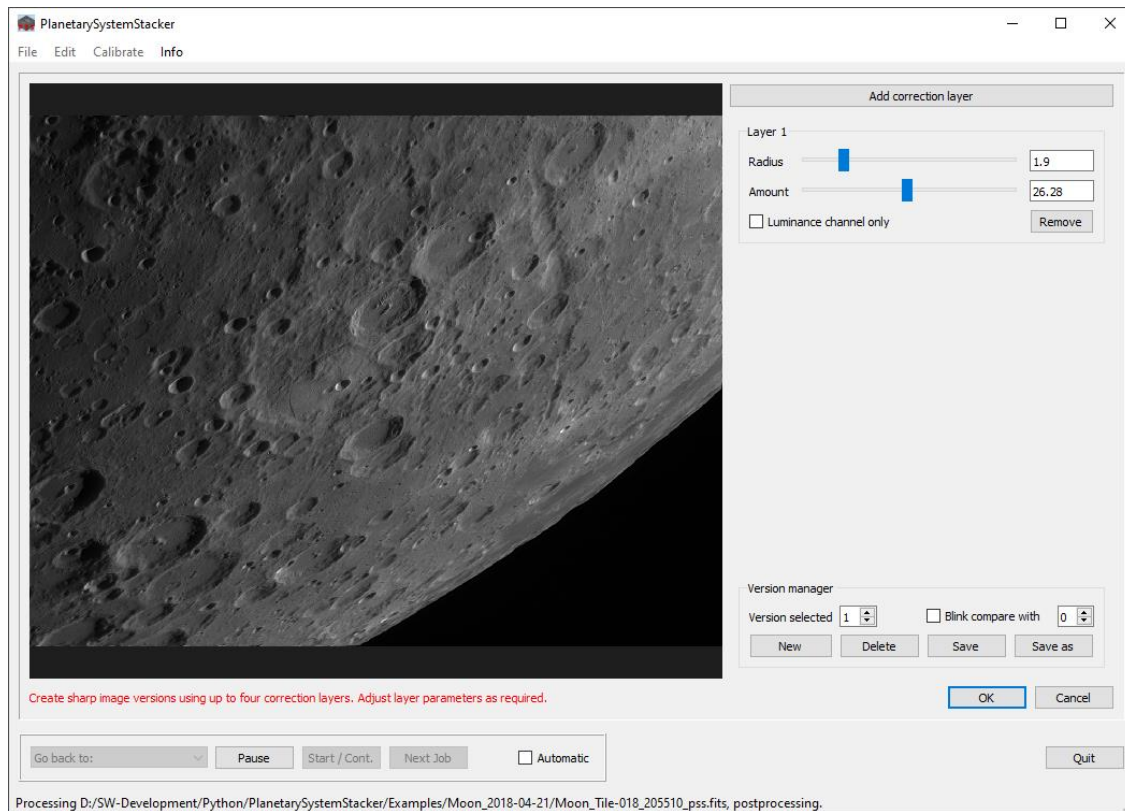 PlanetarySystemStacker
File Edit Calibrate Info
Add correction layer
Layer 1
Radius 1.9
Amount 26.28
Luminance channel only Remove
Version manager
Version selected 1 Blink compare with 0
New Delete Save Save as
Create sharp image versions using up to four correction layers. Adjust layer parameters as required.
OK Cancel
Go back to: Pause Start / Cont. Next Job Automatic Quit
Processing D:/SW-Development/Python/PlanetarySystemStacker/Examples/Moon_2018-04-21/Moon_Tile-018_205510_pss.fits, postprocessing.